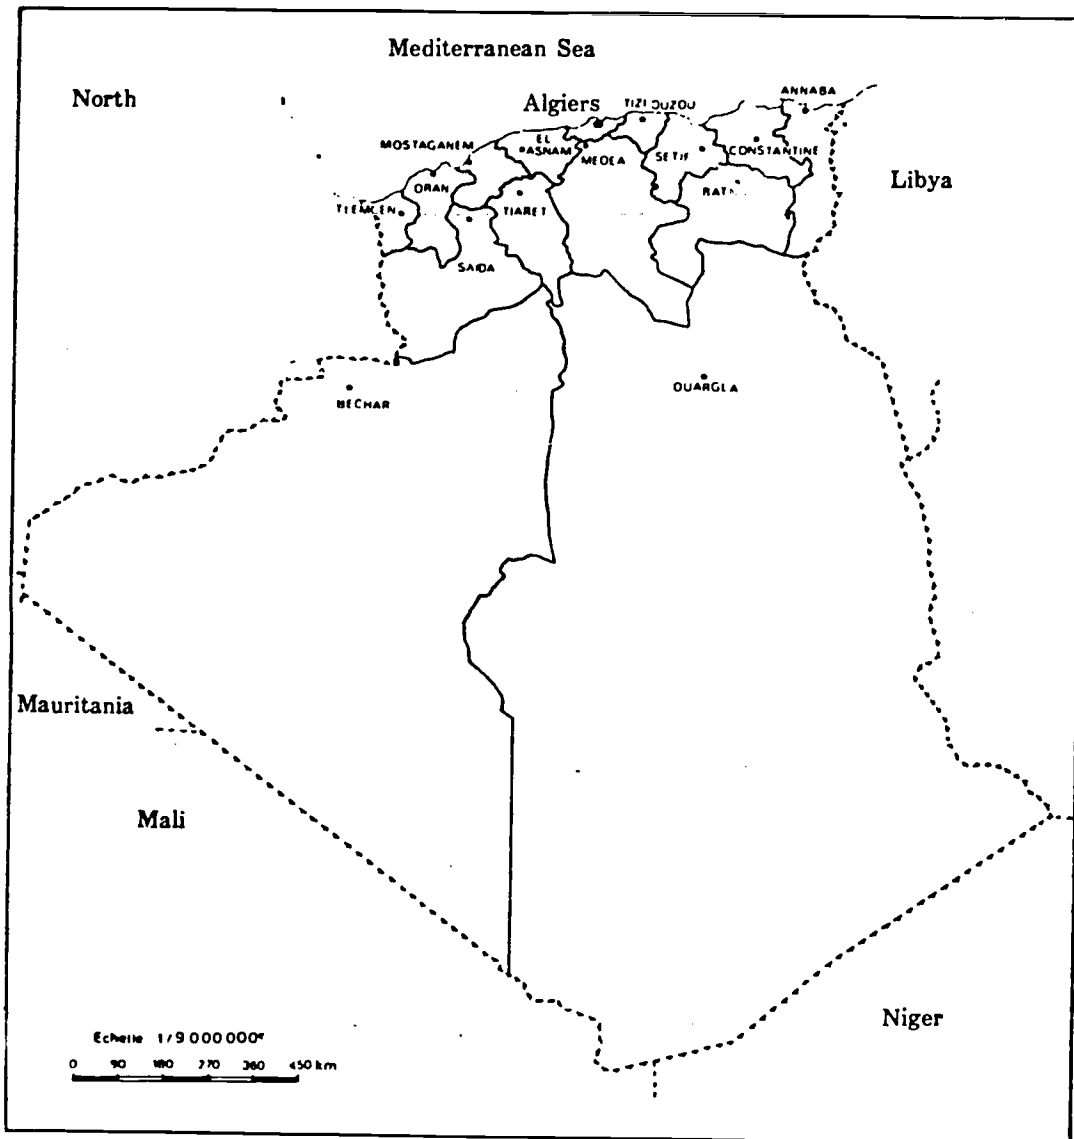 Mediterranean Sea
North
ANNABA
Algiers
TIZI OUZOU
MOSTAGANEM
EL
ASNAM
MEDEA
SETIF
CONSTANTINE
Libya
ORAN
TLEMCEN
TIARET
SAIDA
BECHAR
OUARGLA
Mauritania
Mali
Niger
Echelle 1/9 000 000e
0 90 180 270 360 450 km